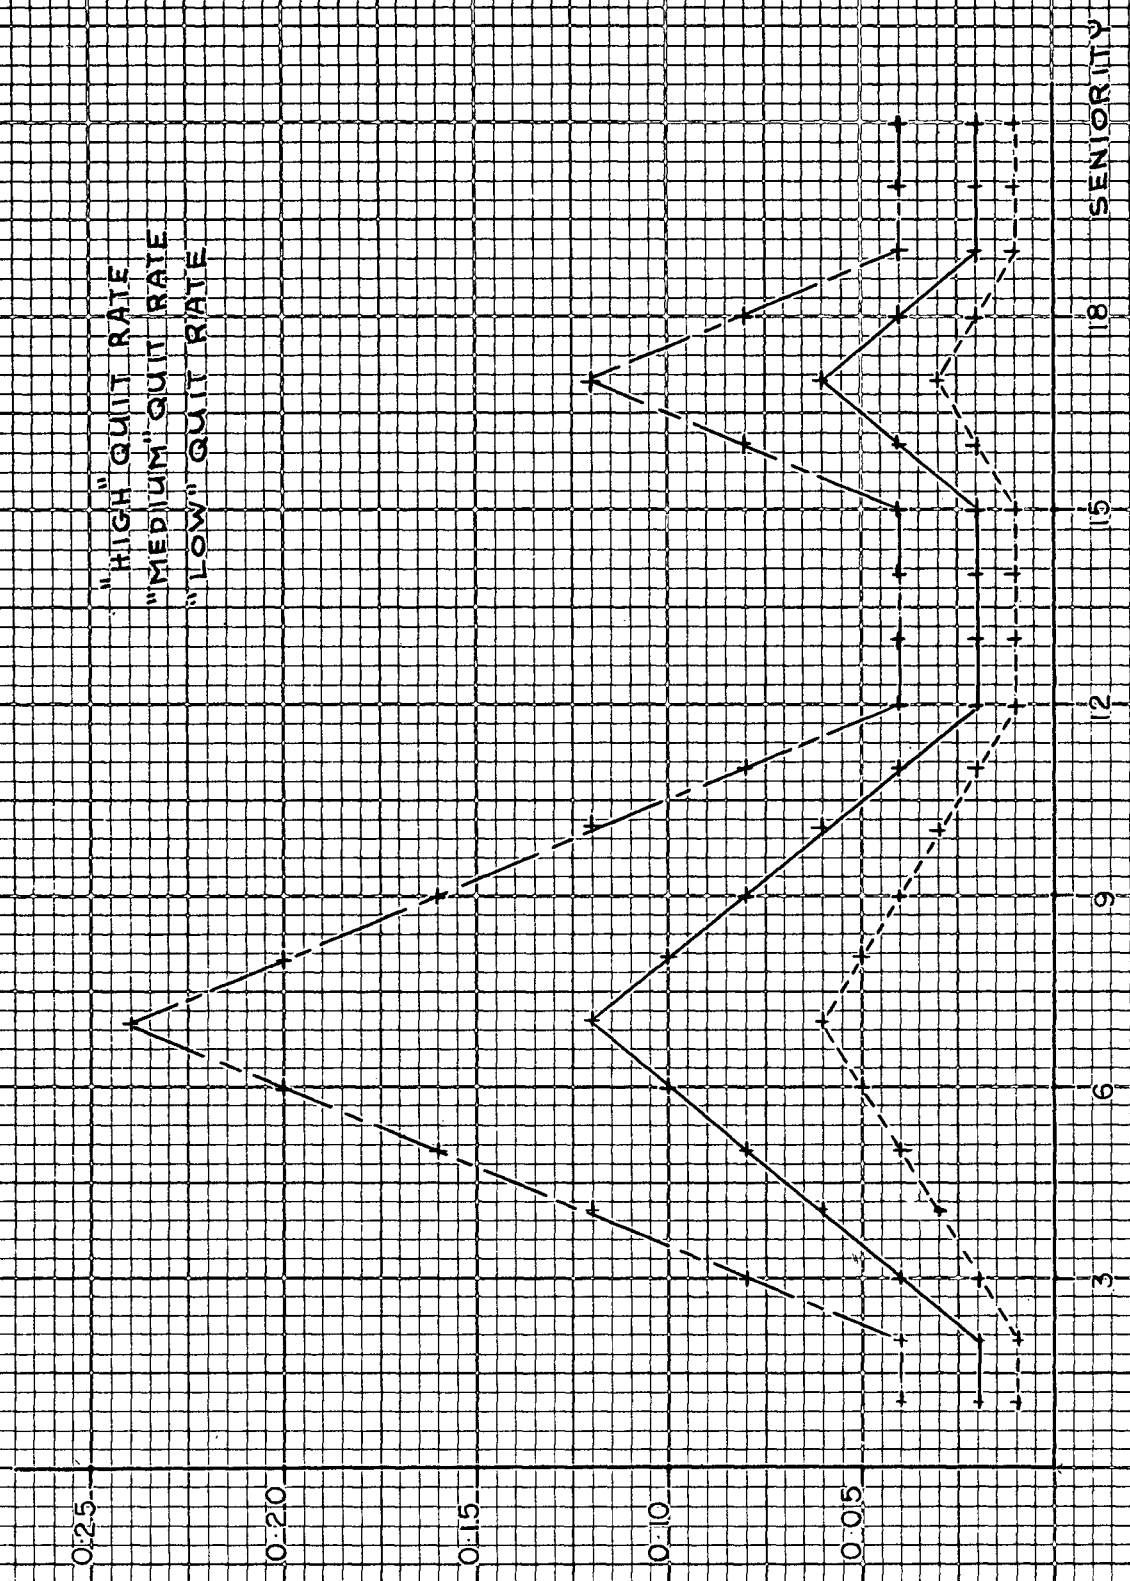 "HIGH" QUIT RATE
"MEDIUM" QUIT RATE
"LOW" QUIT RATE
0.25
0.20
0.15
0.10
0.05
3
6
9
12
15
18
SENIORITY